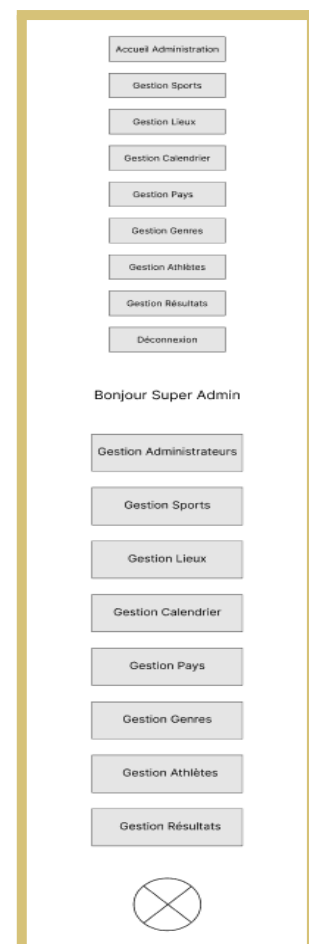 Accueil Administration
Gestion Sports
Gestion Lieux
Gestion Calendrier
Gestion Pays
Gestion Genres
Gestion Athlètes
Gestion Résultats
Déconnexion
Bonjour Super Admin
Gestion Administrateurs
Gestion Sports
Gestion Lieux
Gestion Calendrier
Gestion Pays
Gestion Genres
Gestion Athlètes
Gestion Résultats